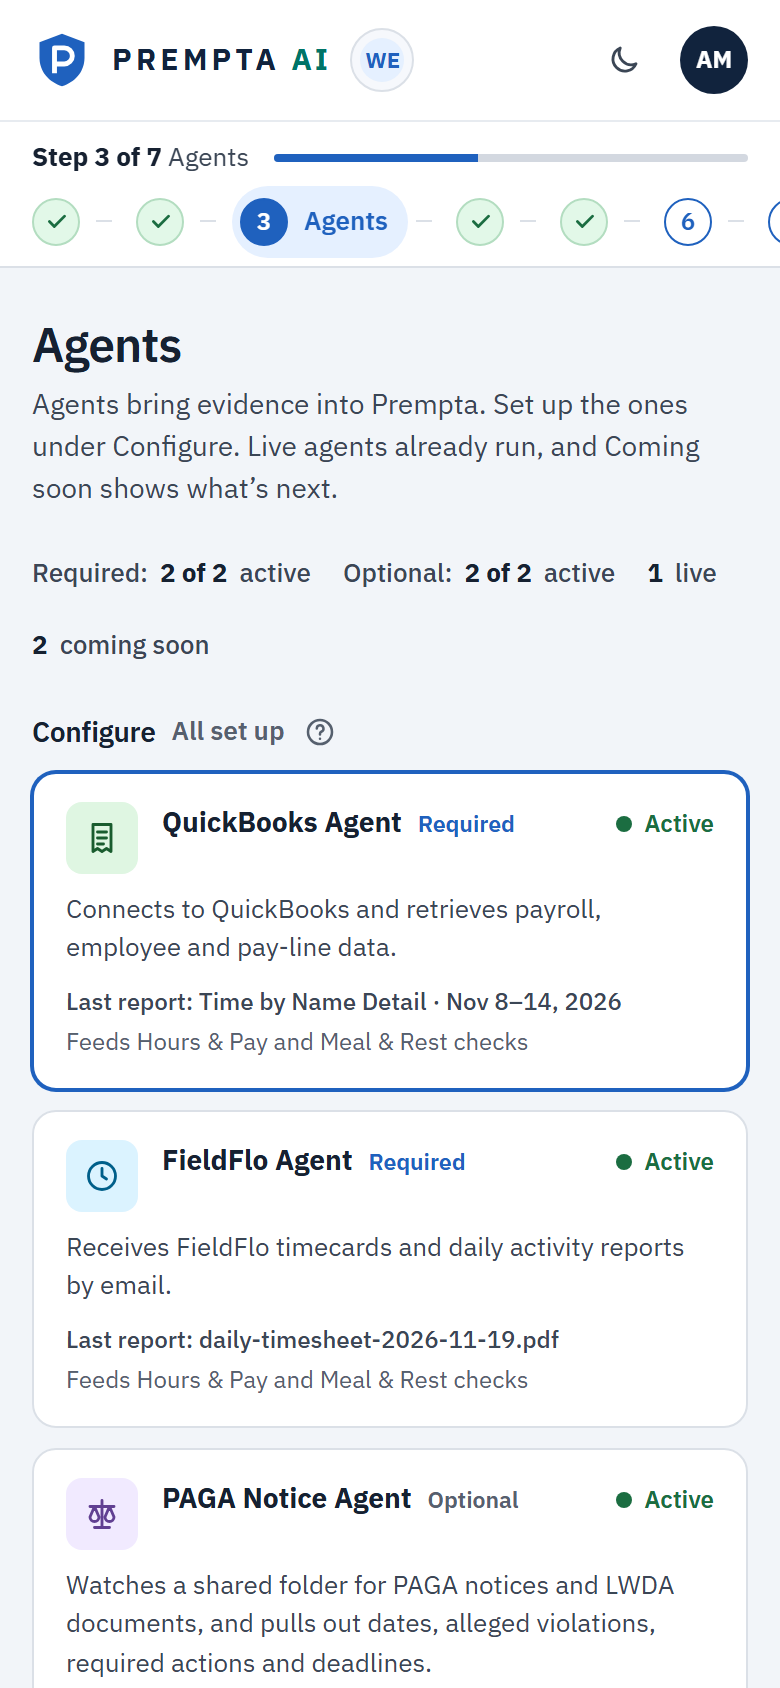 PREMPTA AI WE AM
Step 3 of 7 Agents
3 Agents 6
Agents
Agents bring evidence into Prempta. Set up the ones
under Configure. Live agents already run, and Coming
soon shows what’s next.
Required: 2 of 2 active Optional: 2 of 2 active 1 live
2 coming soon
Configure All set up
QuickBooks Agent Required Active
Connects to QuickBooks and retrieves payroll,
employee and pay-line data.
Last report: Time by Name Detail · Nov 8–14, 2026
Feeds Hours & Pay and Meal & Rest checks
FieldFlo Agent Required Active
Receives FieldFlo timecards and daily activity reports
by email.
Last report: daily-timesheet-2026-11-19.pdf
Feeds Hours & Pay and Meal & Rest checks
PAGA Notice Agent Optional Active
Watches a shared folder for PAGA notices and LWDA
documents, and pulls out dates, alleged violations,
required actions and deadlines.